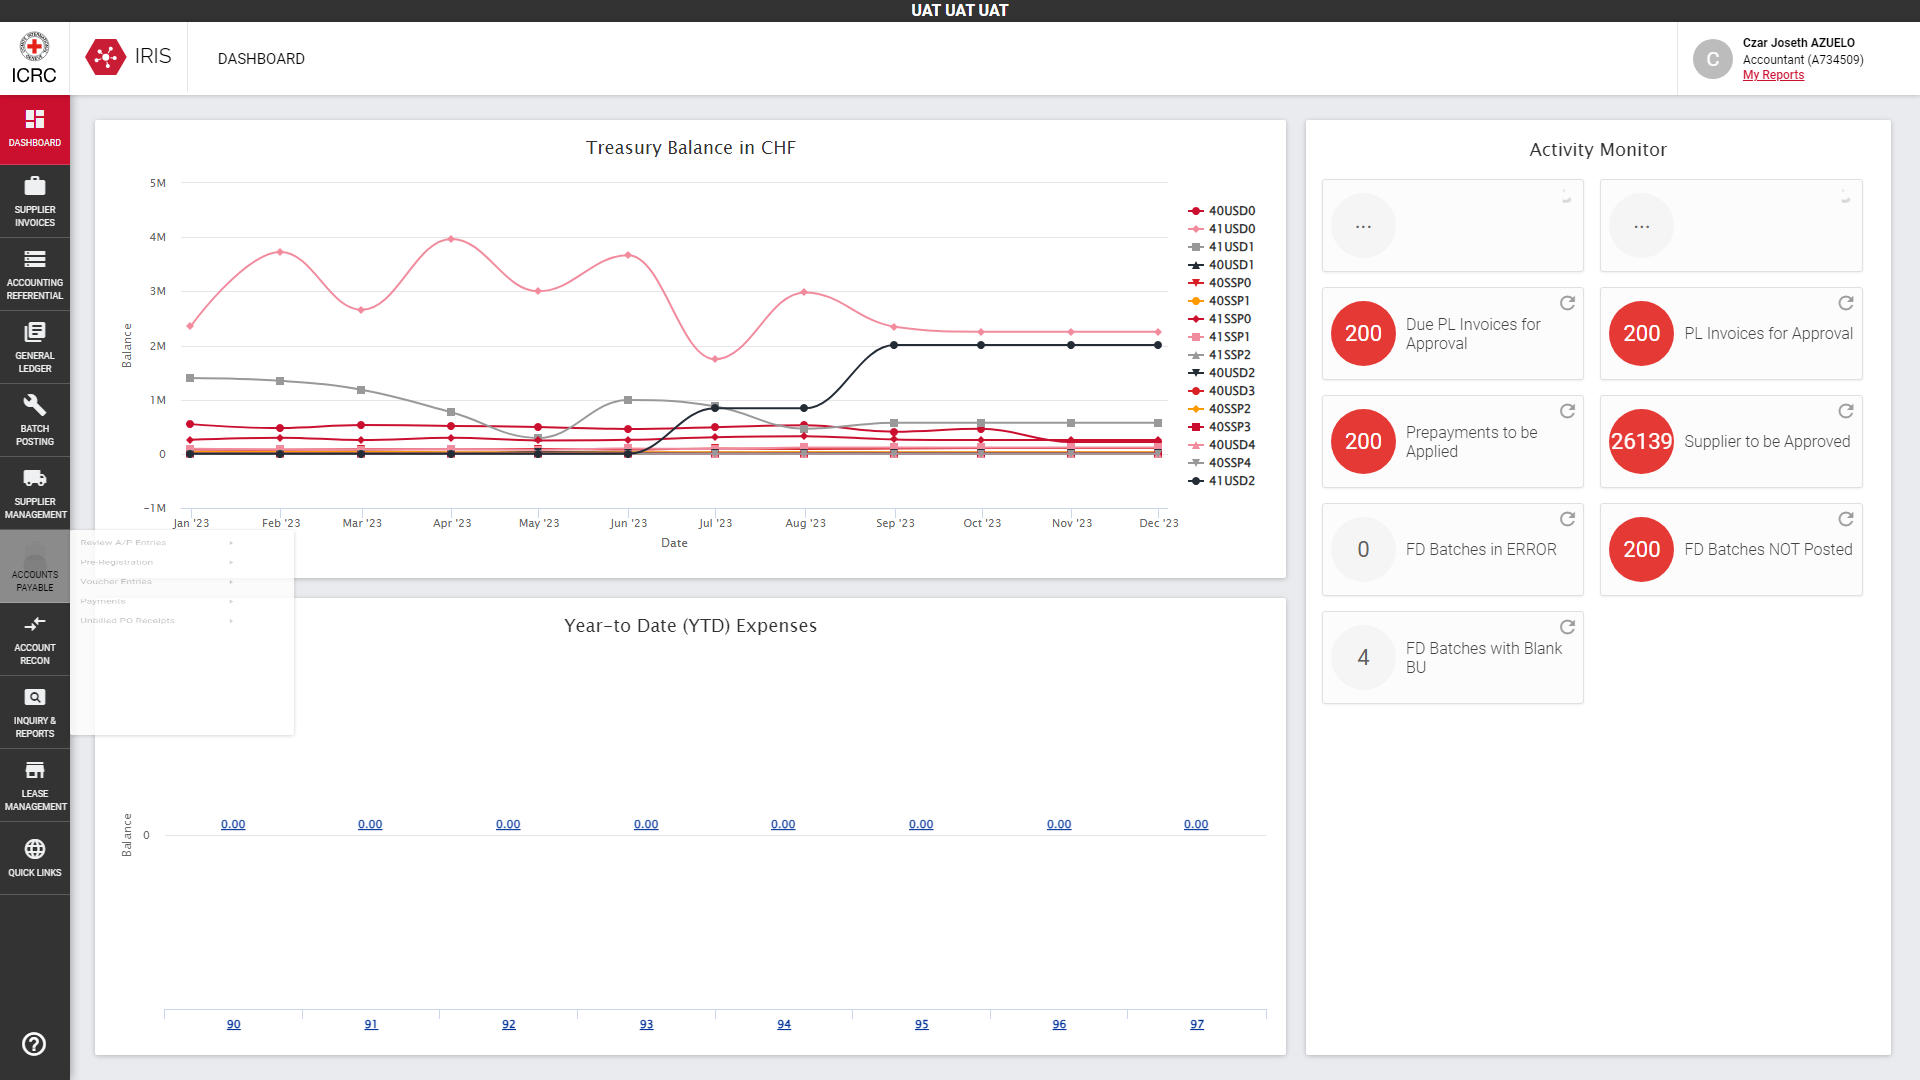 UAT UAT UAT
ICRC
IRIS
DASHBOARD
C
Czar Joseth AZUELO
Accountant (A734509)
My Reports
DASHBOARD
SUPPLIER
INVOICES
ACCOUNTING
REFERENTIAL
GENERAL
LEDGER
BATCH
POSTING
SUPPLIER
MANAGEMENT
ACCOUNTS
PAYABLE
ACCOUNT
RECON
INQUIRY &
REPORTS
LEASE
MANAGEMENT
QUICK LINKS
Review A/P Entries
Pre-Registration
Voucher Entries
Payments
Unbilled PO Receipts
Treasury Balance in CHF
5M
4M
3M
2M
1M
0
-1M
Balance
Jan '23
Feb '23
Mar '23
Apr '23
May '23
Jun '23
Jul '23
Aug '23
Sep '23
Oct '23
Nov '23
Dec '23
Date
40USD0
41USD0
41USD1
40USD1
40SSP0
40SSP1
41SSP0
41SSP1
41SSP2
40USD2
40USD3
40SSP2
40SSP3
40USD4
40SSP4
41USD2
Year-to Date (YTD) Expenses
Balance
0
0.00
0.00
0.00
0.00
0.00
0.00
0.00
0.00
90
91
92
93
94
95
96
97
Activity Monitor
...
...
200
Due PL Invoices for
Approval
200
PL Invoices for Approval
200
Prepayments to be
Applied
26139
Supplier to be Approved
0
FD Batches in ERROR
200
FD Batches NOT Posted
4
FD Batches with Blank
BU